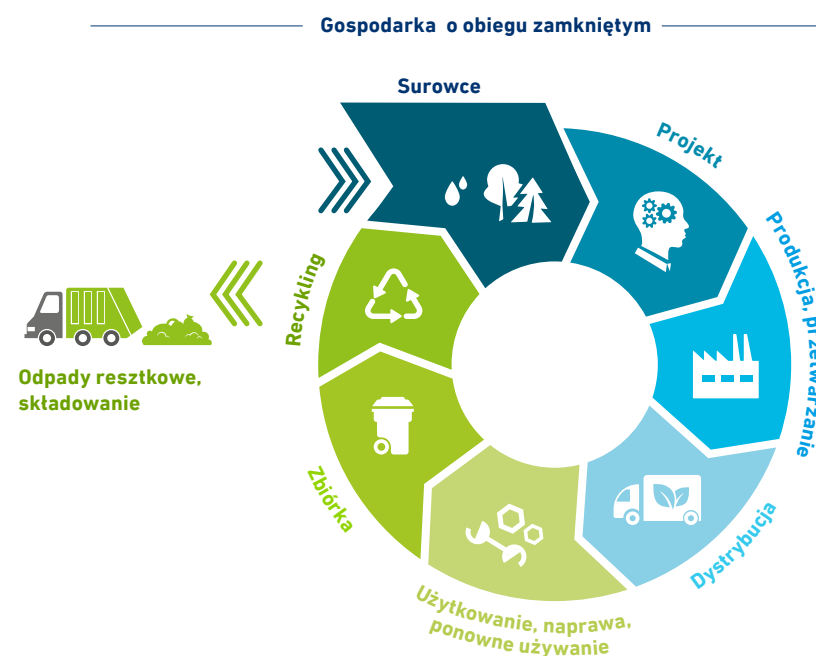 Gospodarka o obiegu zamkniętym
Surowce
Projekt
Produkcja, przetwarzanie
Dystrybucja
Użytkowanie, naprawa,
ponowne używanie
Zbiórka
Recykling
Odpady resztkowe,
składowanie